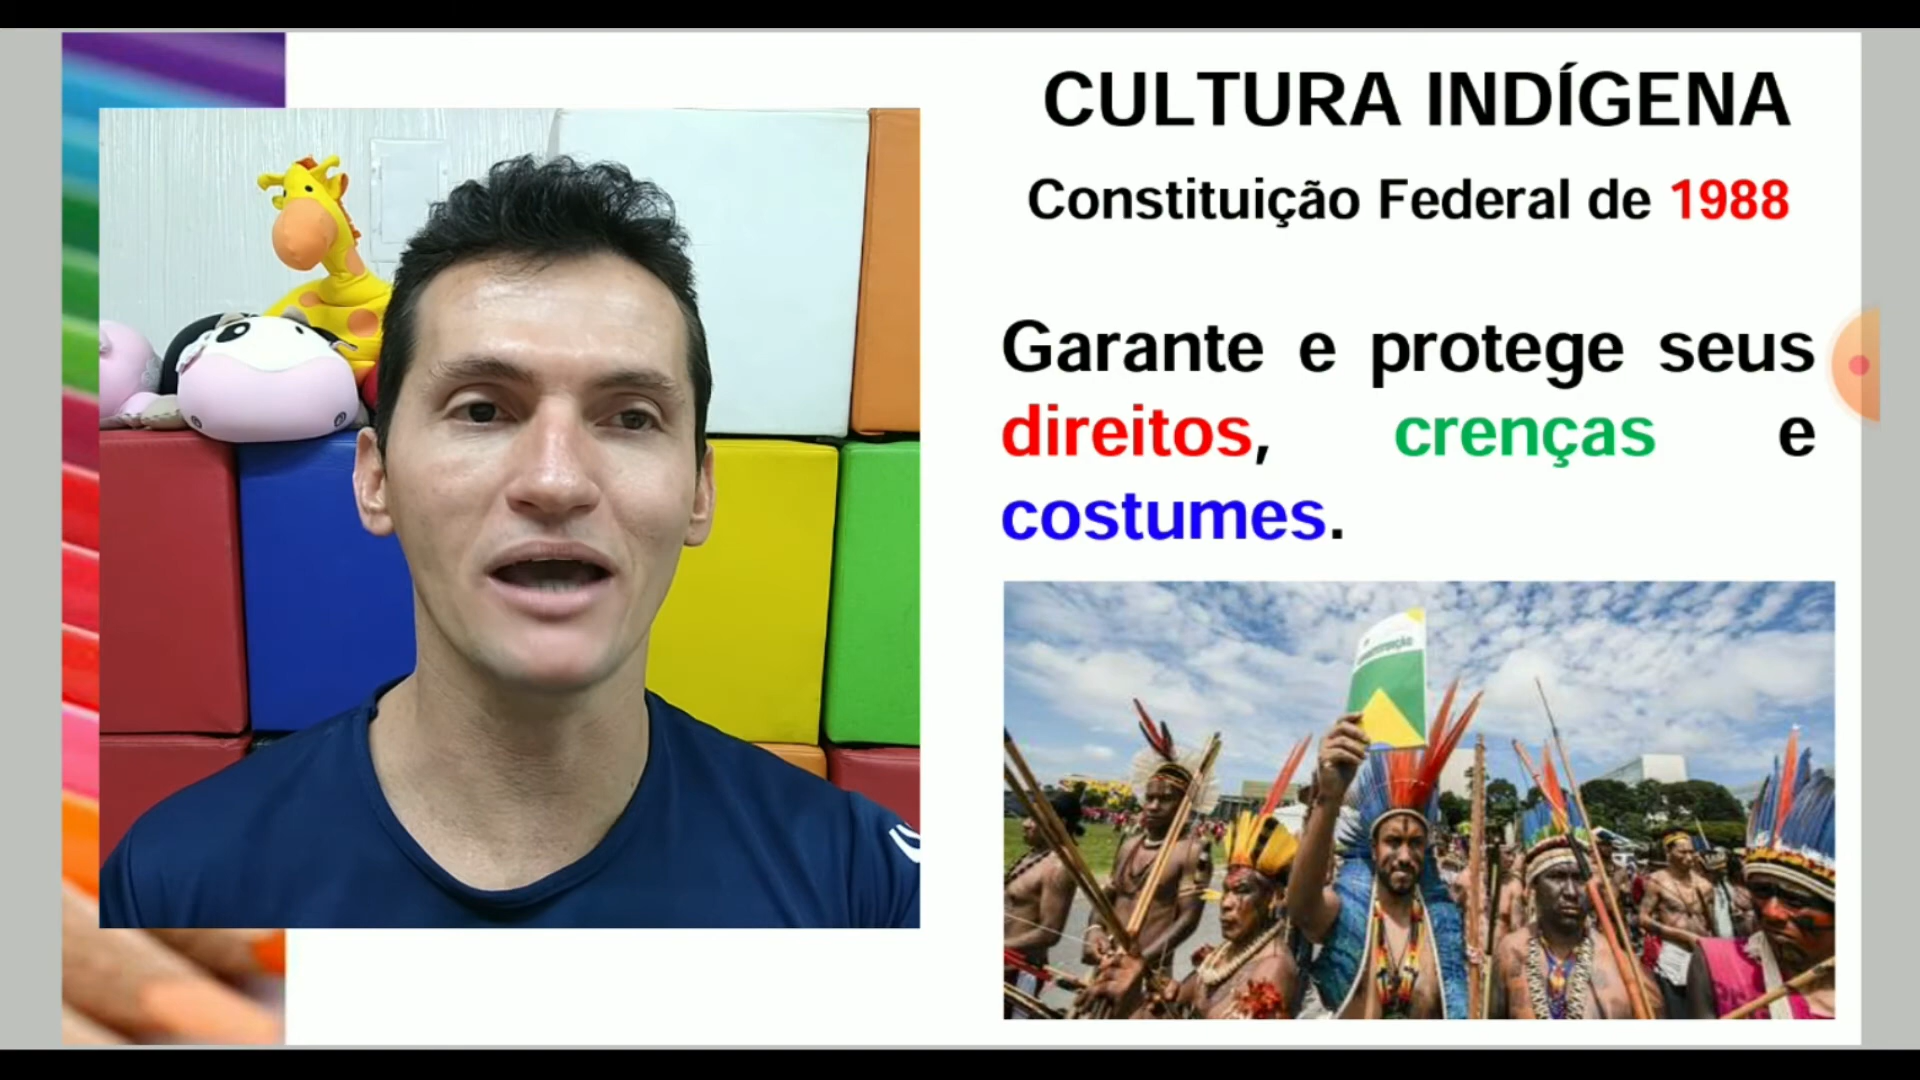 CULTURA INDÍGENA
Constituição Federal de 1988
Garante e protege seus
direitos, crenças e
costumes.